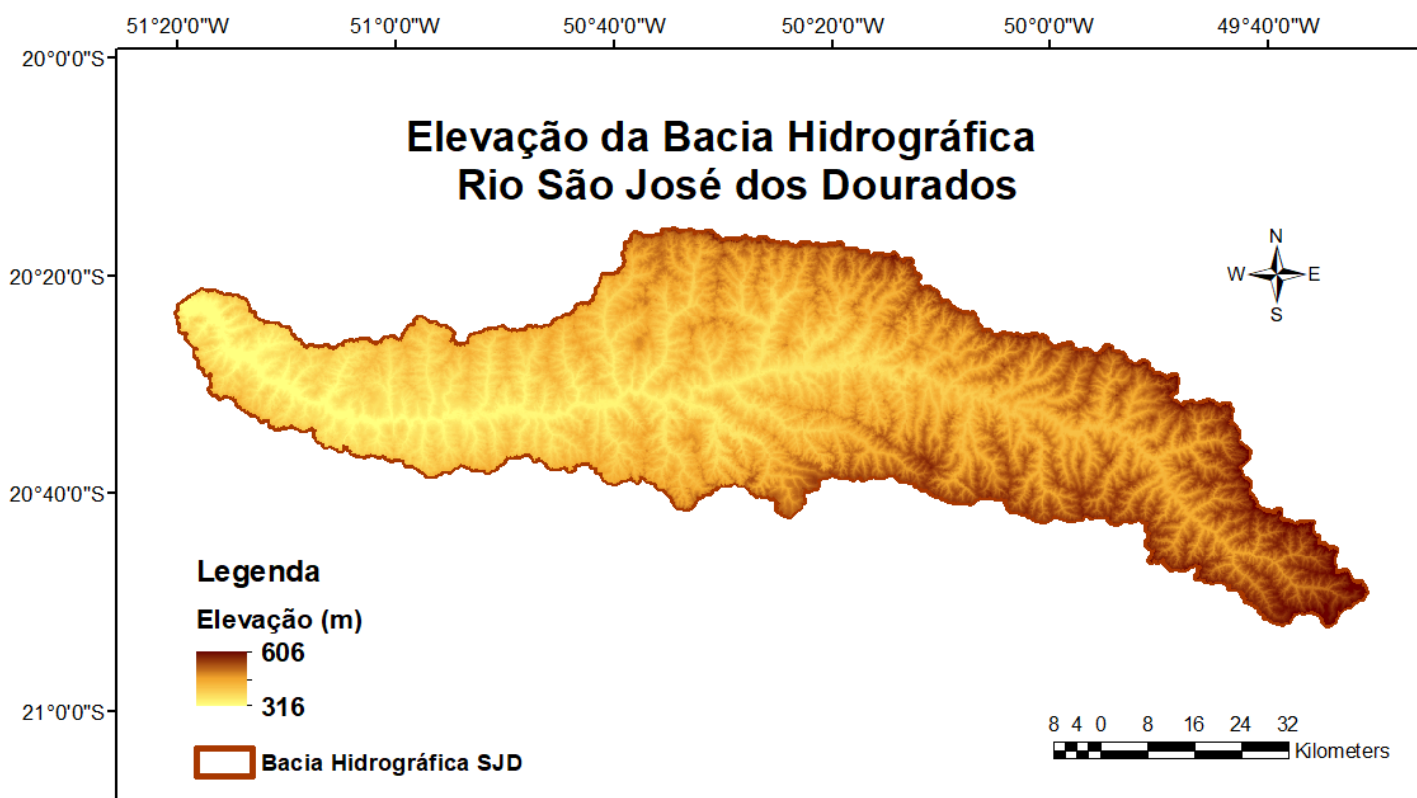 51°20'0"W 51°0'0"W 50°40'0"W 50°20'0"W 50°0'0"W 49°40'0"W
20°0'0"S
Elevação da Bacia Hidrográfica
Rio São José dos Dourados
N
W E
S
20°20'0"S
20°40'0"S
Legenda
Elevação (m)
606
316
21°0'0"S
Bacia Hidrográfica SJD
8 4 0 8 16 24 32
Kilometers